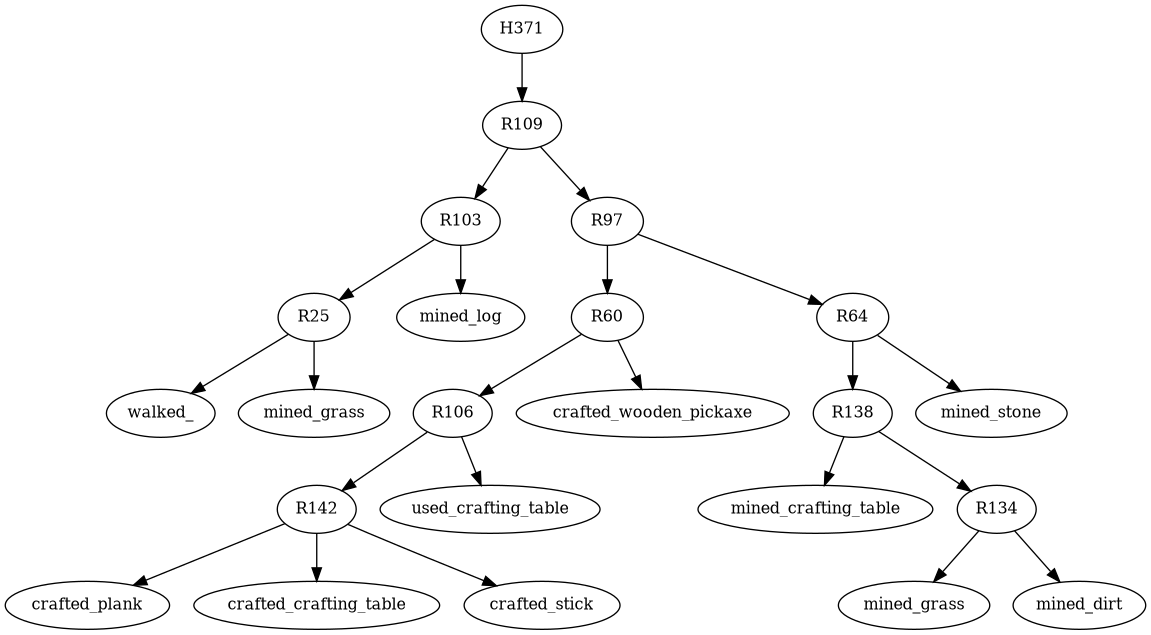 H371
R109
R103
R97
R25
mined_log
R60
R64
walked_
mined_grass
R106
crafted_wooden_pickaxe
R138
mined_stone
R142
used_crafting_table
mined_crafting_table
R134
crafted_plank
crafted_crafting_table
crafted_stick
mined_grass
mined_dirt